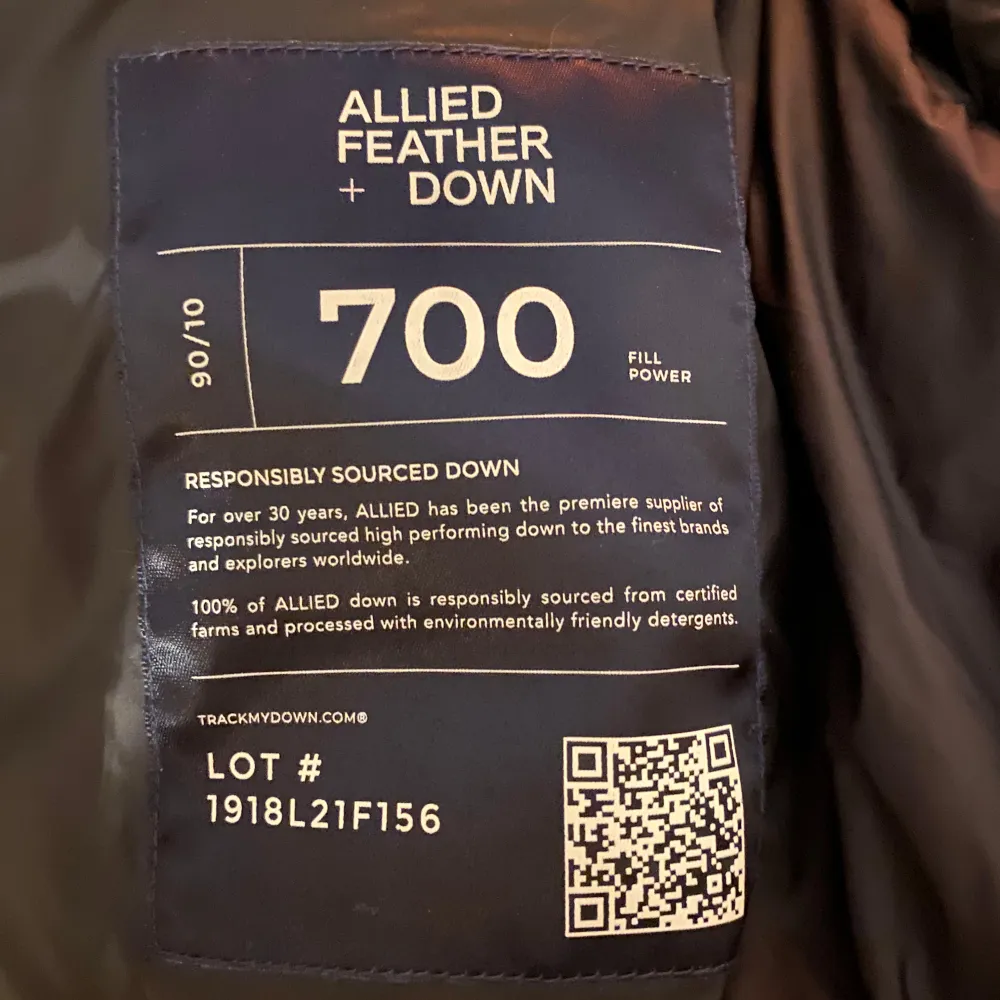 ALLIED
FEATHER
+ DOWN
90/10
700
FILL
POWER
RESPONSIBLY SOURCED DOWN
For over 30 years, ALLIED has been the premiere supplier of
responsibly sourced high performing down to the finest brands
and explorers worldwide.
100% of ALLIED down is responsibly sourced from certified
farms and processed with environmentally friendly detergents.
TRACKMYDOWN.COM®
LOT #
1918L21F156